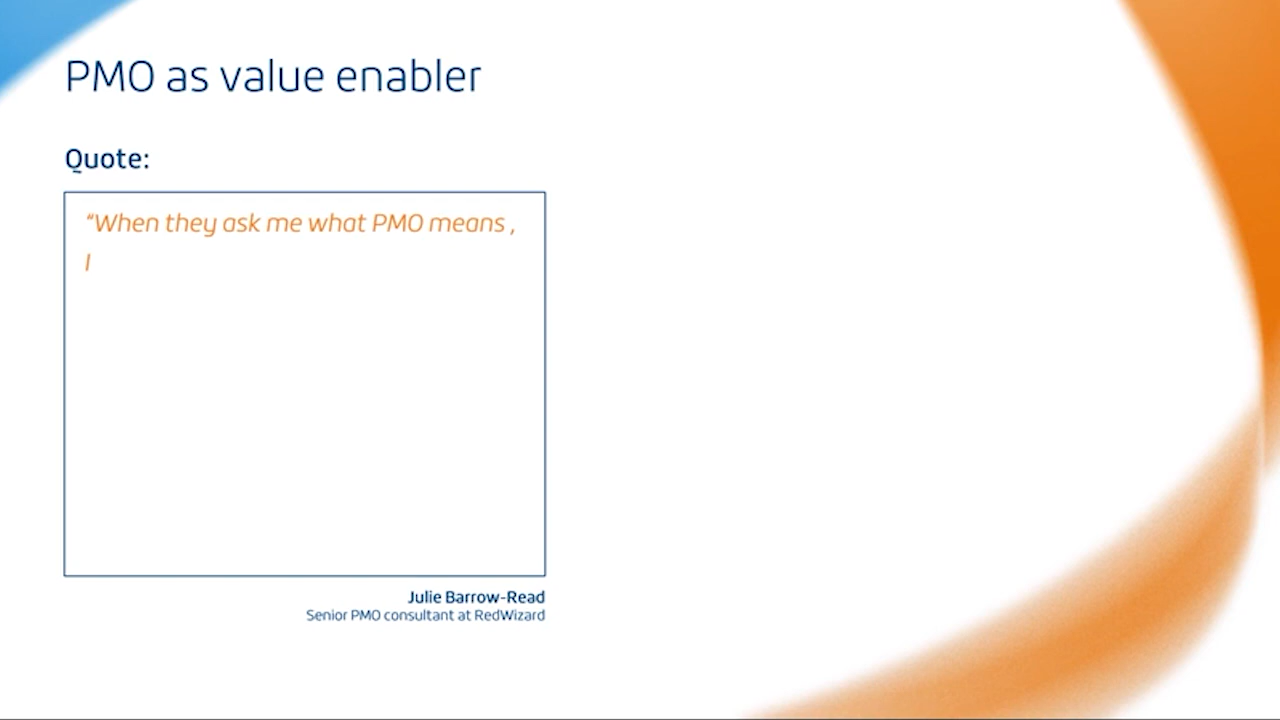 PMO as value enabler
Quote:
“When they ask me what PMO means ,
I
Julie Barrow-Read
Senior PMO consultant at RedWizard